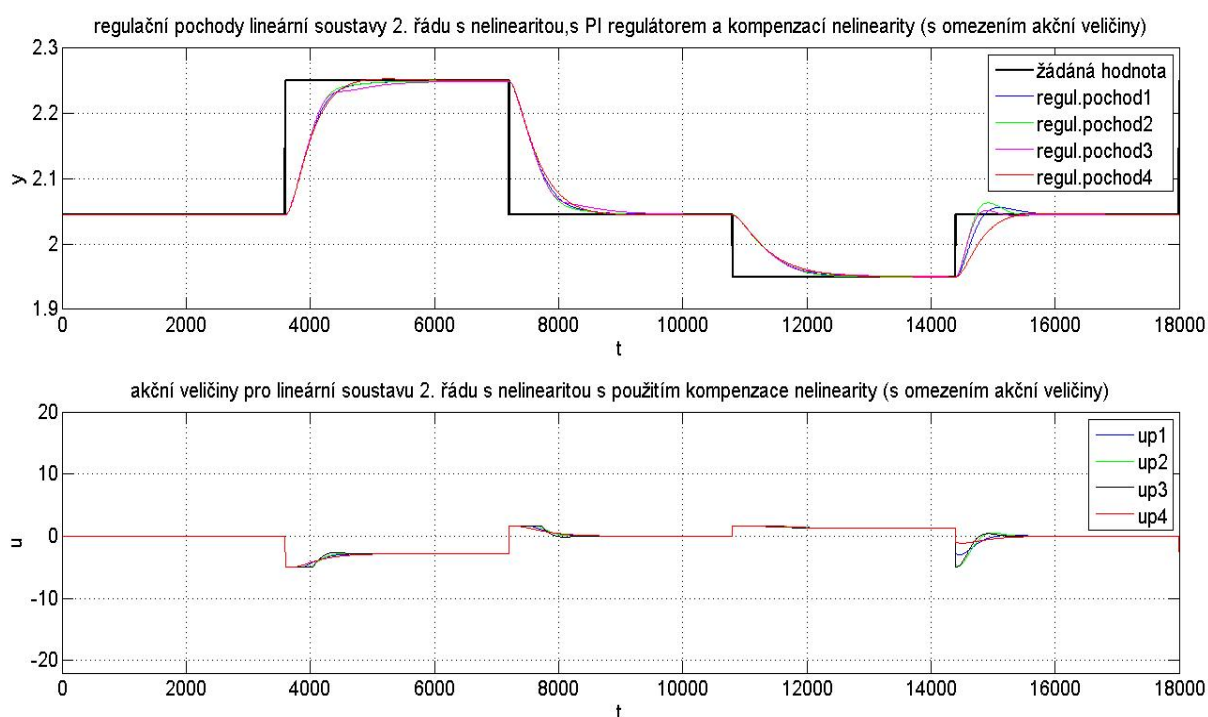 regulační pochody lineární soustavy 2. řádu s nelinearitou,s PI regulátorem a kompenzací nelinearity (s omezením akční veličiny)
2.3
2.2
2.1
2
1.9
y
žádáná hodnota
regul.pochod1
regul.pochod2
regul.pochod3
regul.pochod4
0 2000 4000 6000 8000 10000 12000 14000 16000 18000
t
akční veličiny pro lineární soustavu 2. řádu s nelinearitou s použitím kompenzace nelinearity (s omezením akční veličiny)
20
10
0
-10
-20
u
up1
up2
up3
up4
0 2000 4000 6000 8000 10000 12000 14000 16000 18000
t